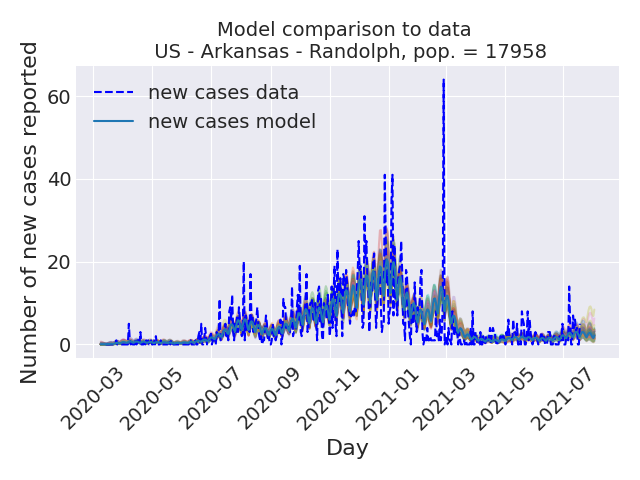 Model comparison to data
US - Arkansas - Randolph, pop. = 17958
Number of new cases reported
60
40
20
0
new cases data
new cases model
2020-03
2020-05
2020-07
2020-09
2020-11
2021-01
2021-03
2021-05
2021-07
Day